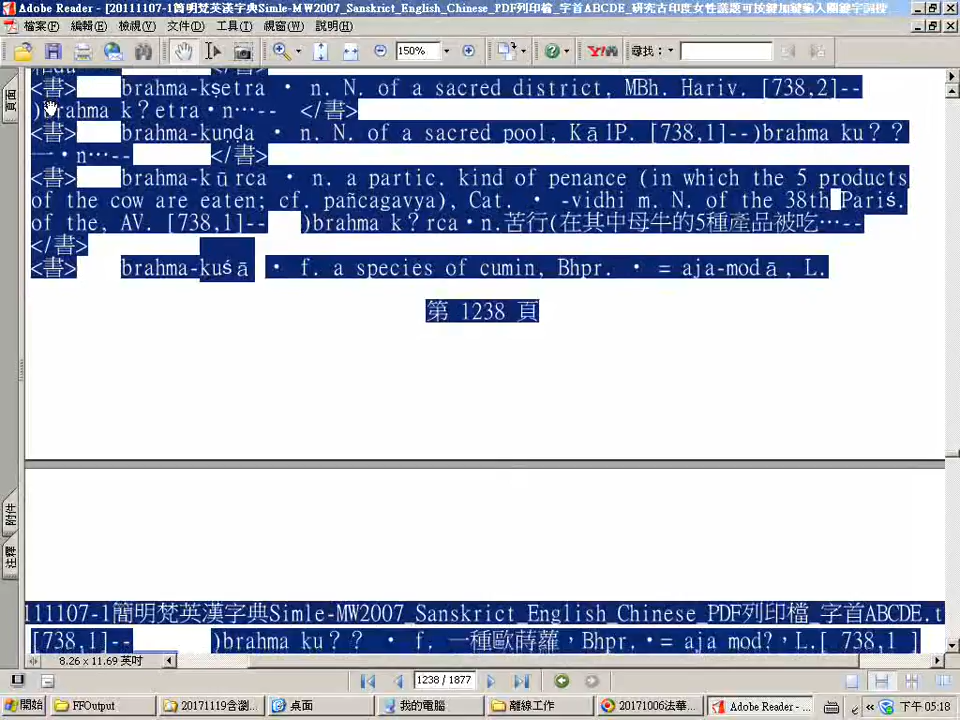 Adobe Reader - [20111107-1簡明梵英漢字典Simle-MW2007_Sanskrict_English_Chinese_PDF列印檔_字首ABCDE_研究古印度女性議題可按鍵加鍵輸入關鍵字詞搜
檔案(F) 編輯(E) 檢視(V) 文件(D) 工具(T) 視窗(W) 說明(H)
150% Y! 尋找：
頁面
<書> brahma-kṣetra ・ n. N. of a sacred district, MBh. Hariv. [738,2]--
)brahma k？etra・n…-- </書>
<書> brahma-kuṇḍa ・ n. N. of a sacred pool, KālP. [738,1]--)brahma ku？？
一・n…-- </書>
<書> brahma-kūrca ・ n. a partic. kind of penance (in which the 5 products
of the cow are eaten; cf. pañcagavya), Cat. ・ -vidhi m. N. of the 38th Pariś.
of the, AV. [738,1]-- )brahma k？rca・n.苦行(在其中母牛的5種產品被吃…--
</書>
<書> brahma-kuśā ・ f. a species of cumin, Bhpr. ・ = aja-modā, L.
第 1238 頁
附件
注釋
111107-1簡明梵英漢字典Simle-MW2007_Sanskrict_English_Chinese_PDF列印檔_字首ABCDE.t
[738,1]-- )brahma ku？？ ・ f. 一種歐蒔蘿，Bhpr.・= aja mod?，L.[ 738,1 ]
8.26 x 11.69 英吋
1238 / 1877
開始 FFOutput 20171119含瀏... 桌面 我的電腦 離線工作 20171006法華... Adobe Reader -... 下午 05:18